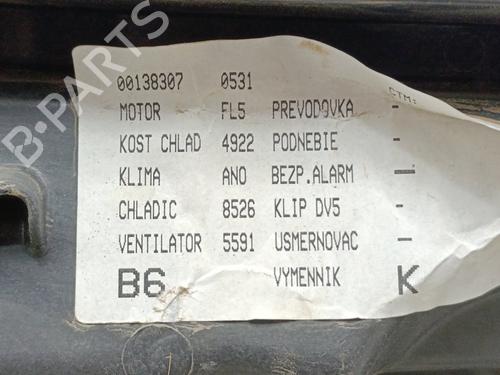 00138307 0531 CTM:
MOTOR FL5 PREVODOVKA -
KOST CHLAD 4922 PODNEBIE -
KLIMA ANO BEZP.ALARM —
CHLADIC 8526 KLIP DV5 -
VENTILATOR 5591 USMERNOVAC —
B6 VYMENNIK K
B-PARTS